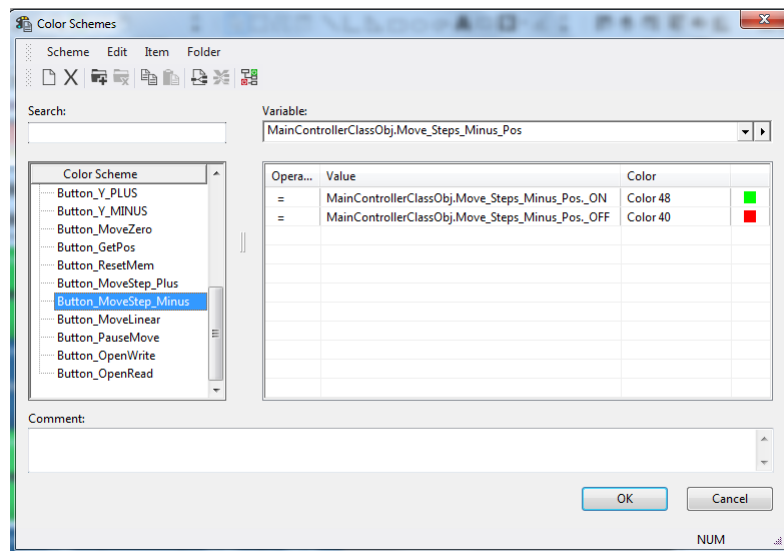 Color Schemes
Scheme Edit Item Folder
Search:
Variable:
MainControllerClassObj.Move_Steps_Minus_Pos
Color Scheme
Button_Y_PLUS
Button_Y_MINUS
Button_MoveZero
Button_GetPos
Button_ResetMem
Button_MoveStep_Plus
Button_MoveStep_Minus
Button_MoveLinear
Button_PauseMove
Button_OpenWrite
Button_OpenRead
Opera... Value Color
= MainControllerClassObj.Move_Steps_Minus_Pos._ON Color 48
= MainControllerClassObj.Move_Steps_Minus_Pos._OFF Color 40
Comment:
OK Cancel
NUM